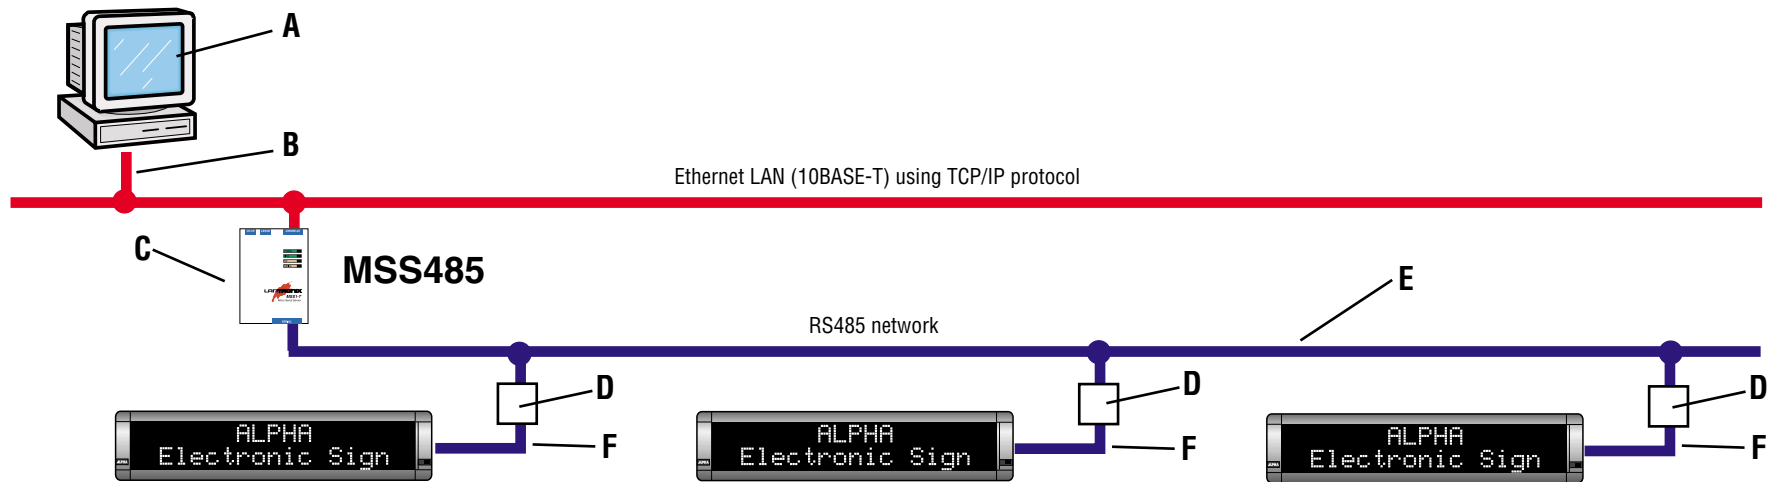 A
B
Ethernet LAN (10BASE-T) using TCP/IP protocol
C
MSS485
LANTRONIX
E
RS485 network
D
D
D
ALPHA
Electronic Sign
F
ALPHA
Electronic Sign
F
ALPHA
Electronic Sign
F